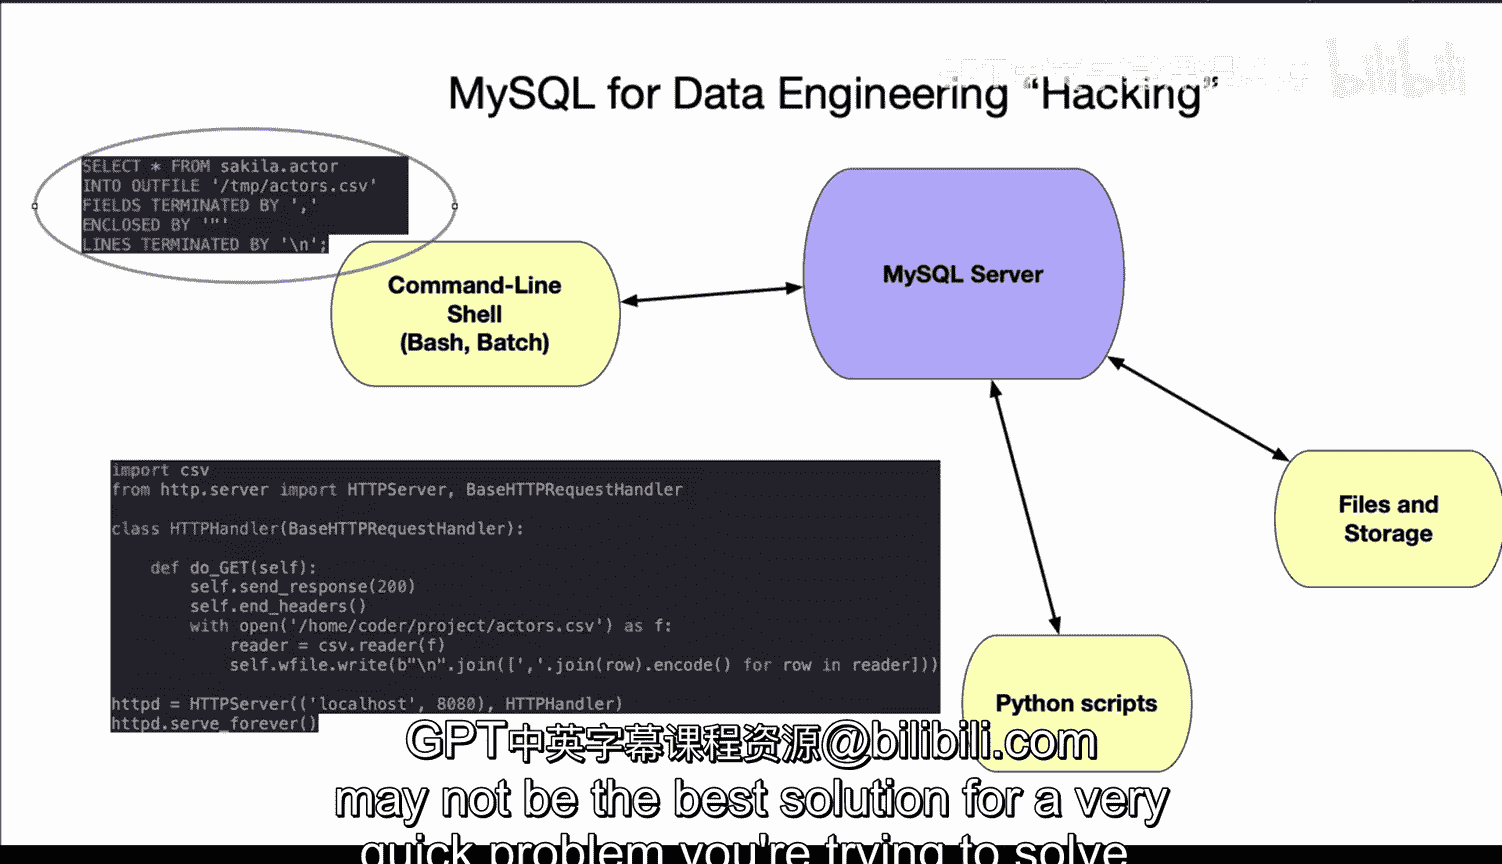 MySQL for Data Engineering “Hacking”
bilibili
SELECT * FROM sakila.actor
INTO OUTFILE '/tmp/actors.csv'
FIELDS TERMINATED BY ','
ENCLOSED BY '"'
LINES TERMINATED BY '\n';
Command-Line
Shell
(Bash, Batch)
MySQL Server
import csv
from http.server import HTTPServer, BaseHTTPRequestHandler
class HTTPHandler(BaseHTTPRequestHandler):
def do_GET(self):
self.send_response(200)
self.end_headers()
with open('/home/coder/project/actors.csv') as f:
reader = csv.reader(f)
self.wfile.write(b"\n".join([','.join(row).encode() for row in reader]))
httpd = HTTPServer(('localhost', 8080), HTTPHandler)
httpd.serve_forever()
Files and
Storage
Python scripts
GPT中英字幕课程资源@bilibili.com
may not be the best solution for a very
quick problem you're trying to solve